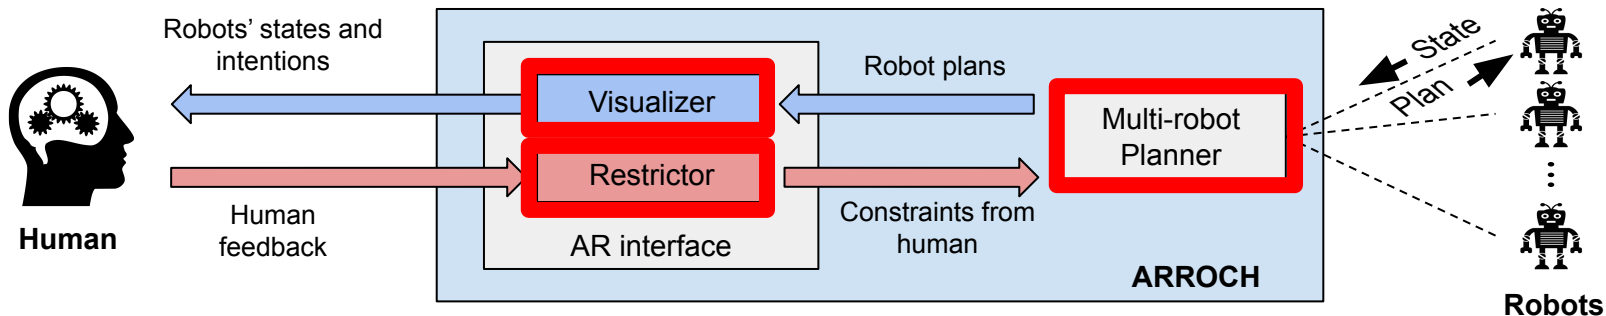 Robots’ states and
intentions
Robot plans
State
Plan
Visualizer
Multi-robot
Planner
Restrictor
Human
feedback
Constraints from
human
AR interface
ARROCH
Human
Robots